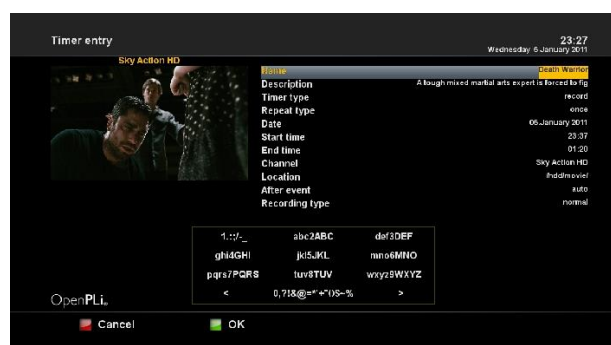 Timer entry
23:27
Wednesday 5 January 2011
Sky Action HD
Name Death Warrior
Description A tough mixed martial arts expert is forced to fig
Timer type record
Repeat type once
Date 05 January 2011
Start time 23:37
End time 01:20
Channel Sky Action HD
Location /hdd/movie/
After event auto
Recording type normal
1.:;/-_ abc2ABC def3DEF
ghi4GHI jkl5JKL mno6MNO
pqrs7PQRS tuv8TUV wxyz9WXYZ
< 0,?!&@=*'+"()$~% >
OpenPLi.
Cancel OK